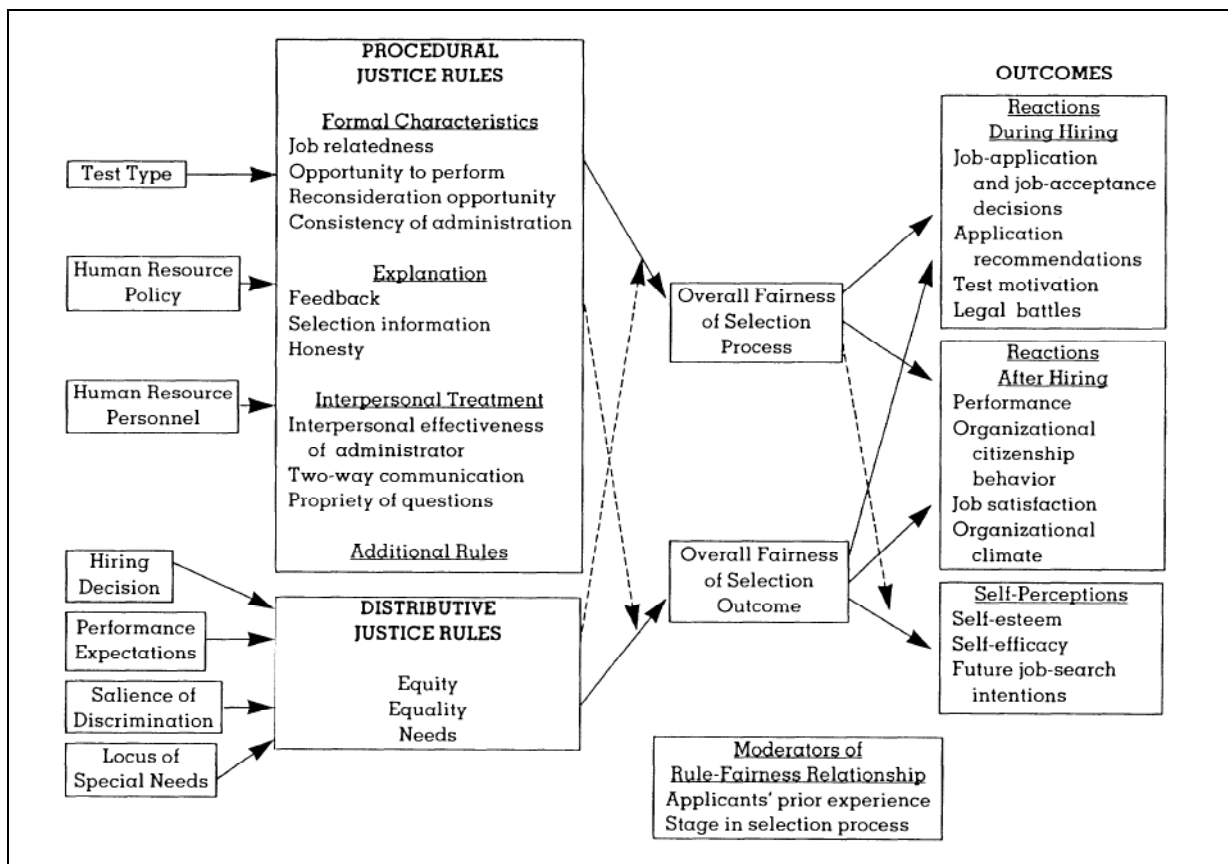 PROCEDURAL
JUSTICE RULES
Formal Characteristics
Job relatedness
Opportunity to perform
Reconsideration opportunity
Consistency of administration
Explanation
Feedback
Selection information
Honesty
Interpersonal Treatment
Interpersonal effectiveness
of administrator
Two-way communication
Propriety of questions
Additional Rules
Test Type
Human Resource
Policy
Human Resource
Personnel
Hiring
Decision
Performance
Expectations
Salience of
Discrimination
Locus of
Special Needs
DISTRIBUTIVE
JUSTICE RULES
Equity
Equality
Needs
Overall Fairness
of Selection
Process
Overall Fairness
of Selection
Outcome
Moderators of
Rule-Fairness Relationship
Applicants' prior experience
Stage in selection process
OUTCOMES
Reactions
During Hiring
Job-application
and job-acceptance
decisions
Application
recommendations
Test motivation
Legal battles
Reactions
After Hiring
Performance
Organizational
citizenship
behavior
Job satisfaction
Organizational
climate
Self-Perceptions
Self-esteem
Self-efficacy
Future job-search
intentions